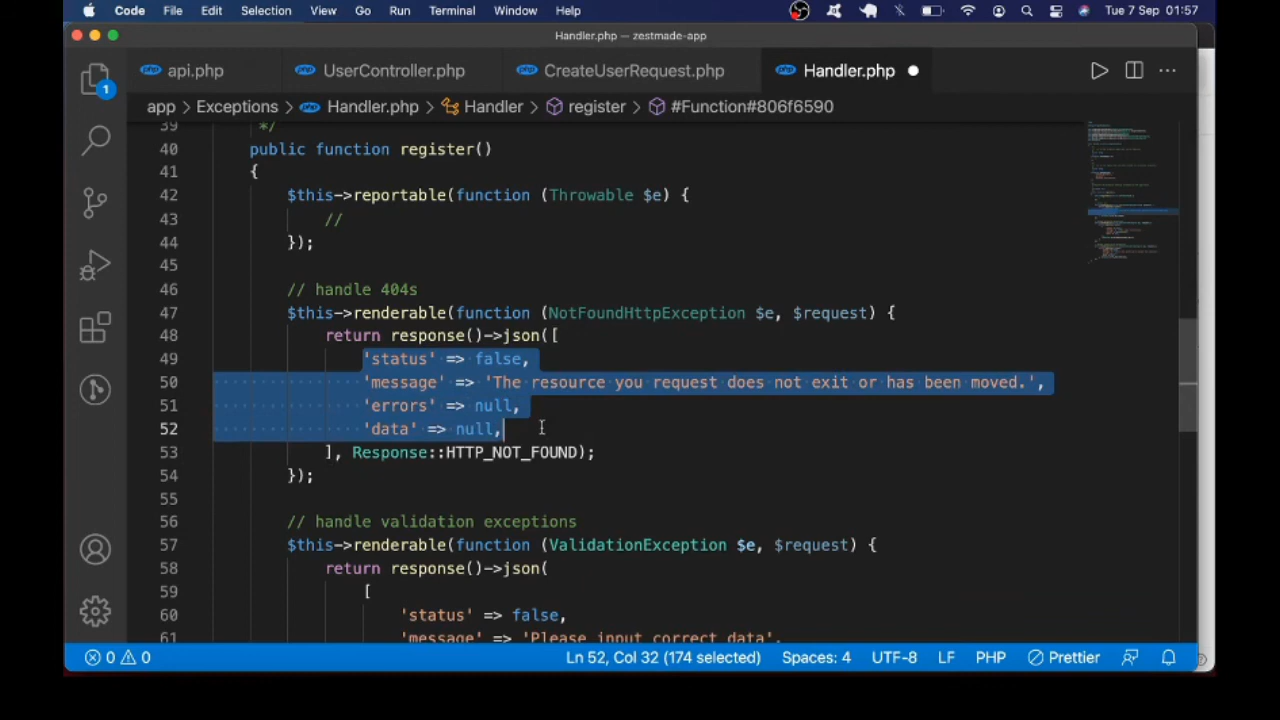 Code File Edit Selection View Go Run Terminal Window Help Tue 7 Sep 01:57
Handler.php — zestmade-app
1
php api.php php UserController.php php CreateUserRequest.php php Handler.php
app > Exceptions > php Handler.php > Handler > register > #Function#806f6590
39 */
40 public function register()
41 {
42 $this->reportable(function (Throwable $e) {
43 //
44 });
45
46 // handle 404s
47 $this->renderable(function (NotFoundHttpException $e, $request) {
48 return response()->json([
49 'status' => false,
50 'message' => 'The resource you request does not exit or has been moved.',
51 'errors' => null,
52 'data' => null,
53 ], Response::HTTP_NOT_FOUND);
54 });
55
56 // handle validation exceptions
57 $this->renderable(function (ValidationException $e, $request) {
58 return response()->json(
59 [
60 'status' => false,
61 'message' => 'Please input correct data',
0 0 Ln 52, Col 32 (174 selected) Spaces: 4 UTF-8 LF PHP Prettier